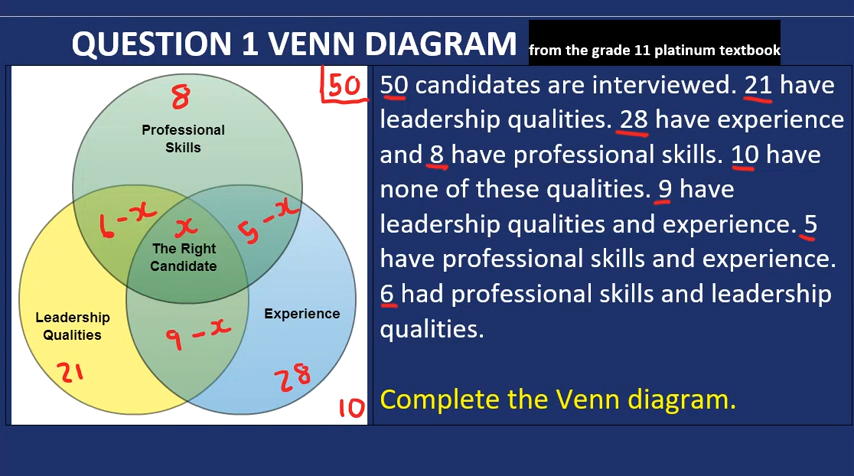 QUESTION 1 VENN DIAGRAM from the grade 11 platinum textbook
8
50
Professional
Skills
6-x
x
5-x
The Right
Candidate
Leadership
Qualities
Experience
9-x
21
28
10
50 candidates are interviewed. 21 have
leadership qualities. 28 have experience
and 8 have professional skills. 10 have
none of these qualities. 9 have
leadership qualities and experience. 5
have professional skills and experience.
6 had professional skills and leadership
qualities.
Complete the Venn diagram.